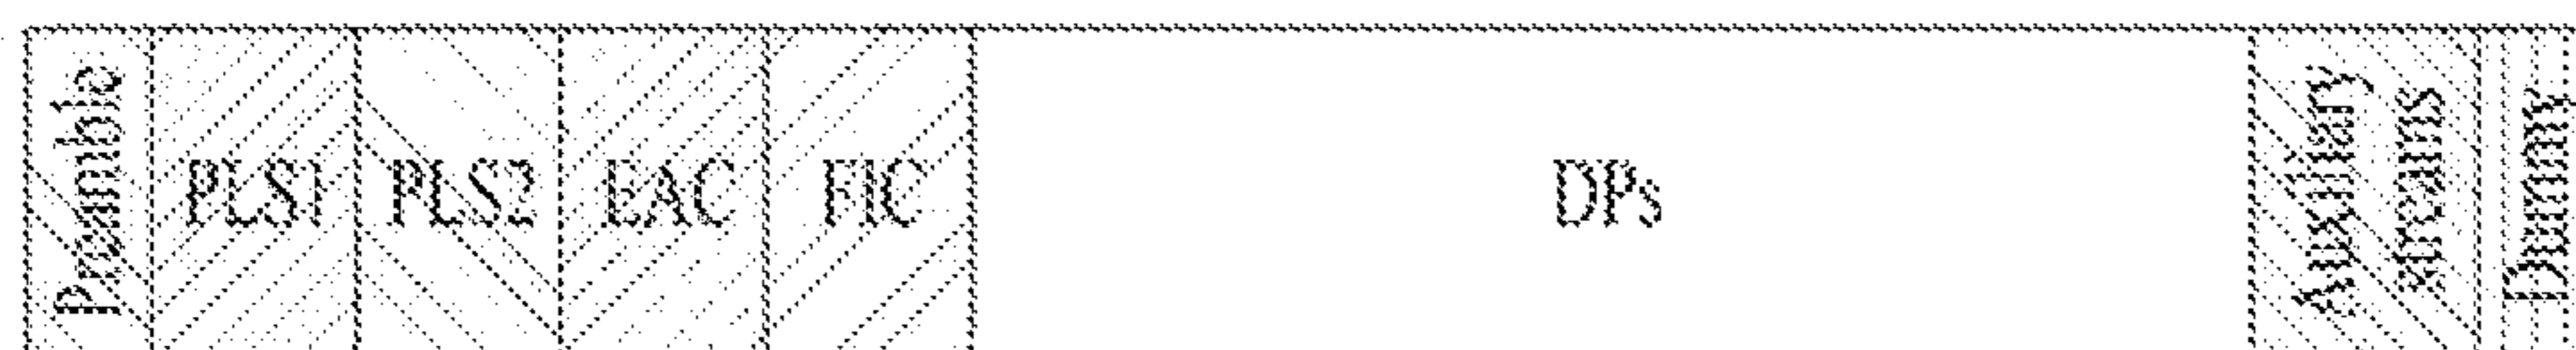 Preamble
PLS1
PLS2
EAC
FIC
DPs
Auxiliary
streams
Dummy